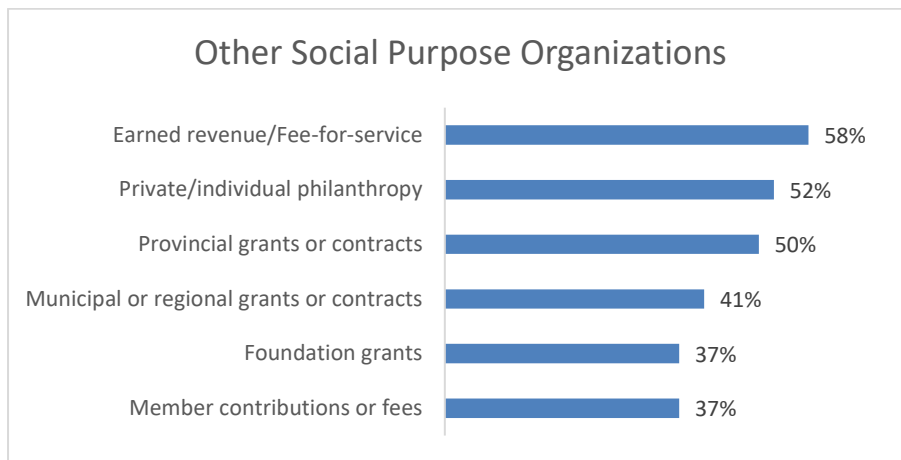 Other Social Purpose Organizations
Earned revenue/Fee-for-service 58%
Private/individual philanthropy 52%
Provincial grants or contracts 50%
Municipal or regional grants or contracts 41%
Foundation grants 37%
Member contributions or fees 37%